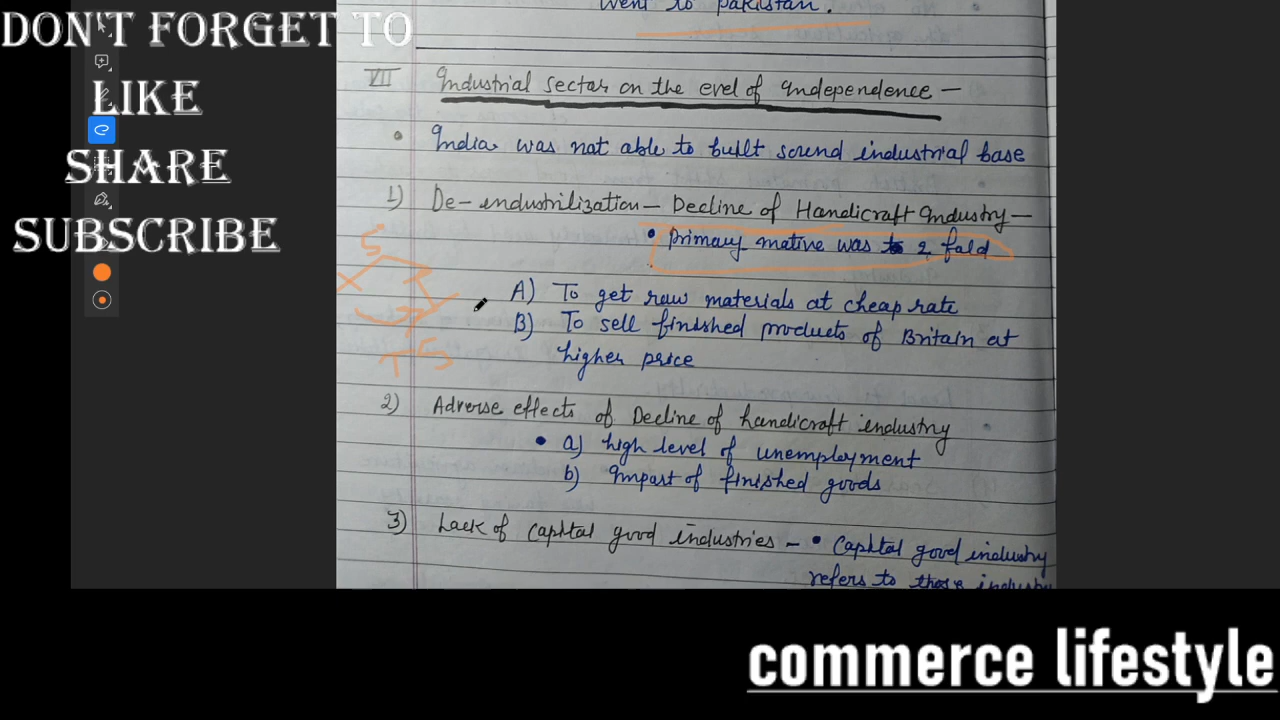 DON'T FORGET TO
LIKE
SHARE
SUBSCRIBE
went to pakistan.
VII Industrial sector on the evel of Independence –
• India was not able to built sound industrial base
1) De-industrilization – Decline of Handicraft Industry –
• primary motive was 2 fold
A) To get raw materials at cheap rate
B) To sell finished products of Britain at
higher price
2) Adverse effects of Decline of handicraft industry
• a) high level of unemployment
b) Import of finished goods
3) Lack of capital good industries – • Capital good industry
refers to those industry
S
TS
commerce lifestyle